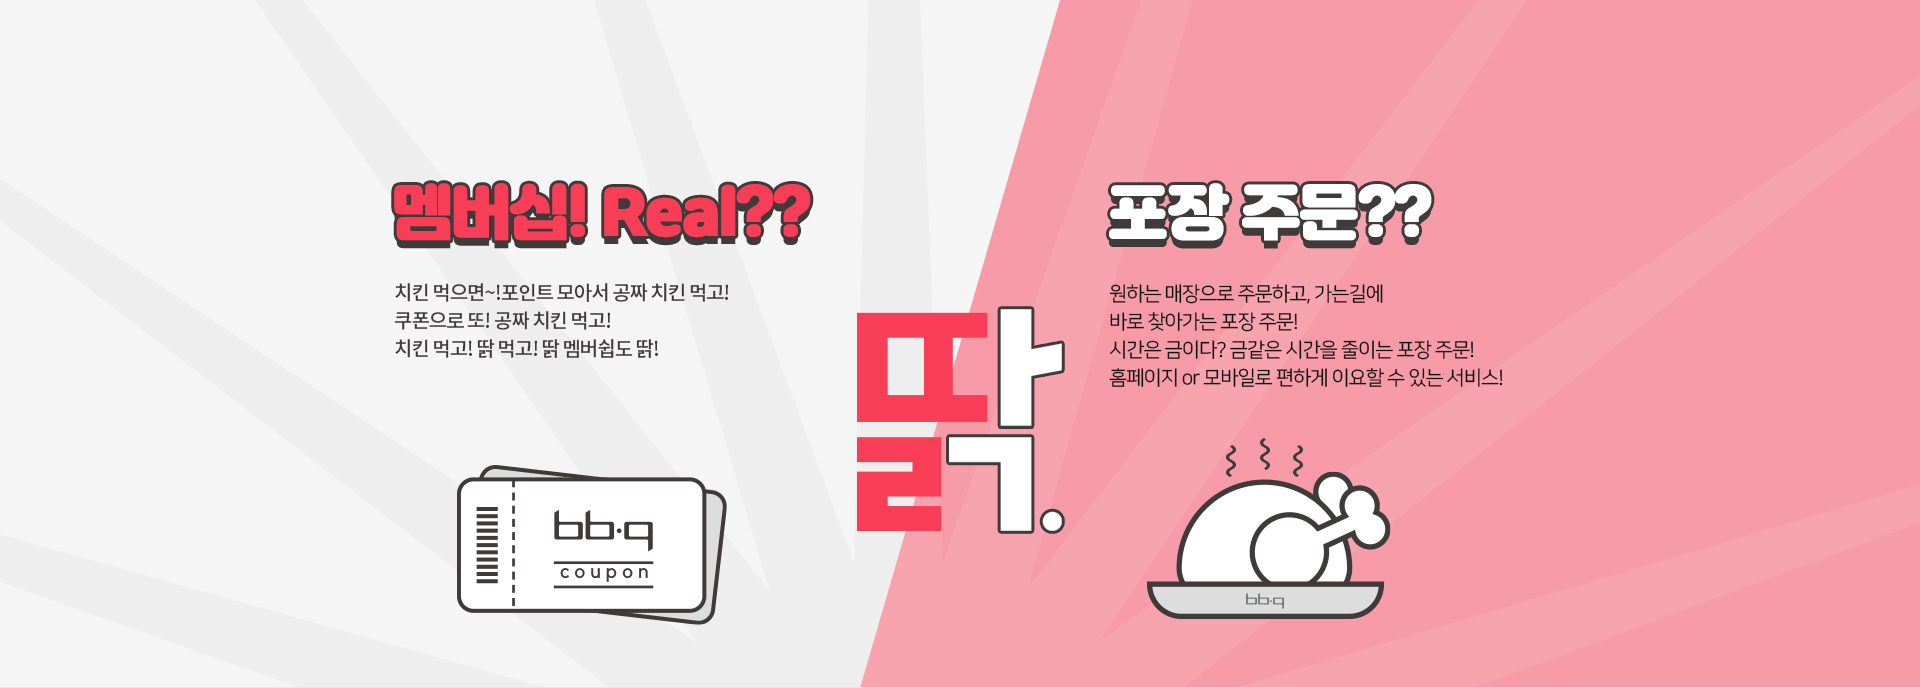 멤버십! Real??
치킨 먹으면~!포인트 모아서 공짜 치킨 먹고!
쿠폰으로 또! 공짜 치킨 먹고!
치킨 먹고! 딹 먹고! 딹 멤버쉽도 딹!
bb·q
coupon
딹.
포장 주문??
원하는 매장으로 주문하고, 가는길에
바로 찾아가는 포장 주문!
시간은 금이다? 금같은 시간을 줄이는 포장 주문!
홈페이지 or 모바일로 편하게 이요할 수 있는 서비스!
bb·q